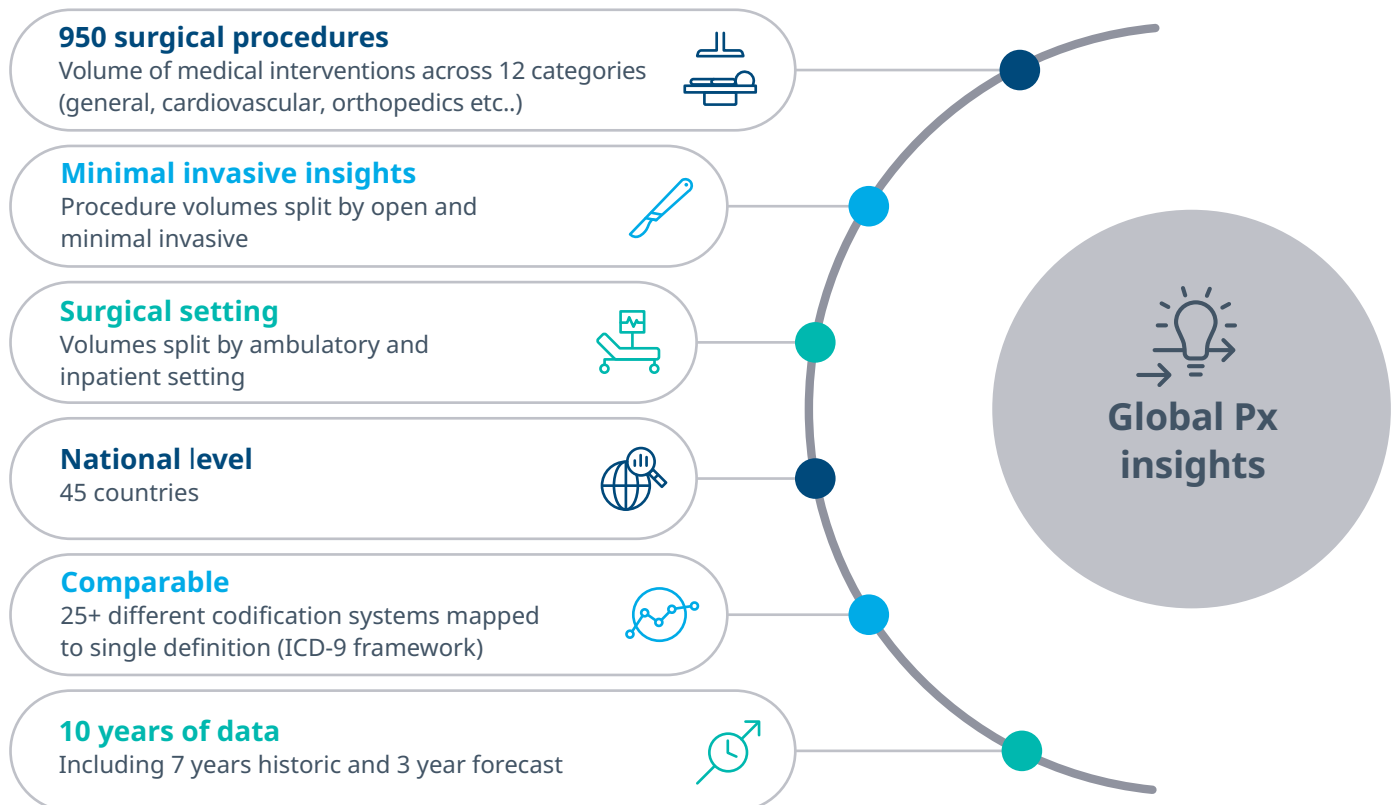 950 surgical procedures
Volume of medical interventions across 12 categories
(general, cardiovascular, orthopedics etc..)
Minimal invasive insights
Procedure volumes split by open and
minimal invasive
Surgical setting
Volumes split by ambulatory and
inpatient setting
National level
45 countries
Comparable
25+ different codification systems mapped
to single definition (ICD-9 framework)
10 years of data
Including 7 years historic and 3 year forecast
Global Px
insights